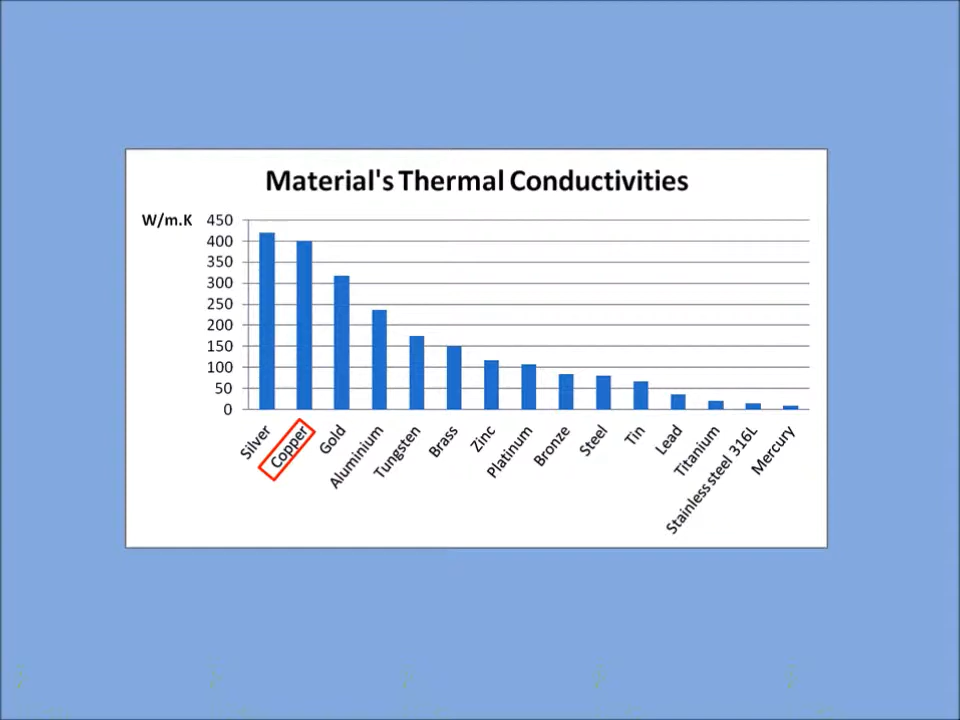 Material's Thermal Conductivities
W/m.K
450
400
350
300
250
200
150
100
50
0
Silver
Copper
Gold
Aluminium
Tungsten
Brass
Zinc
Platinum
Bronze
Steel
Tin
Lead
Titanium
Stainless steel 316L
Mercury